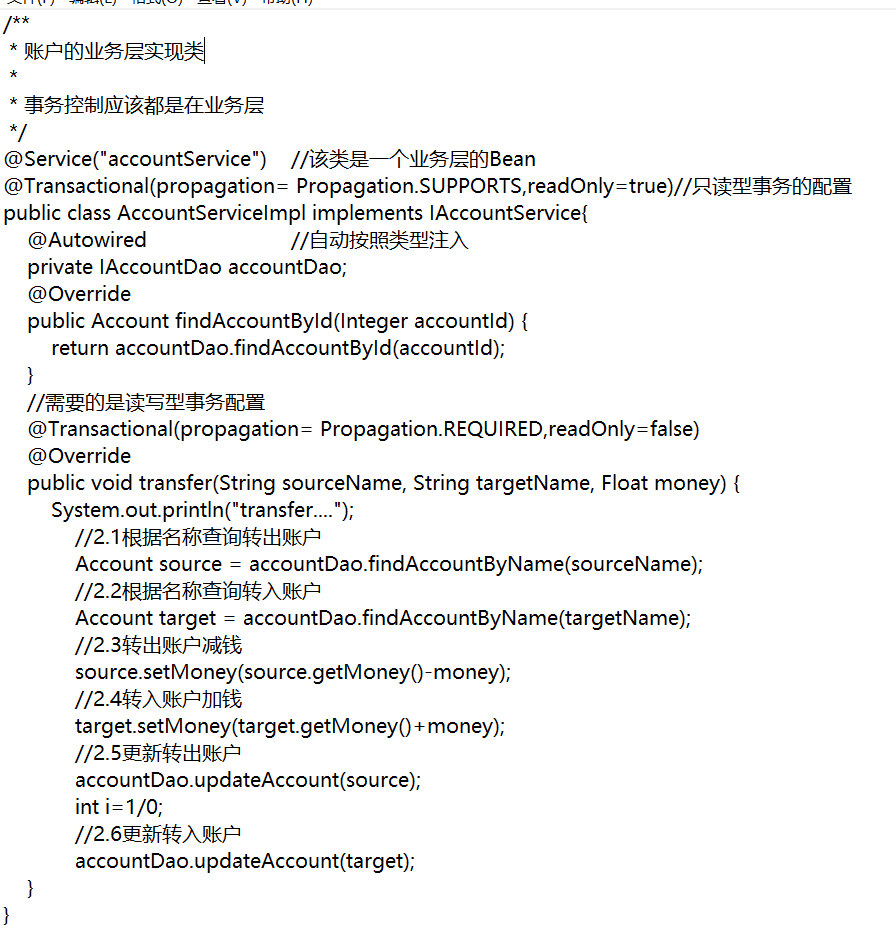 /**
 * 账户的业务层实现类
 *
 * 事务控制应该都是在业务层
 */
@Service("accountService")    //该类是一个业务层的Bean
@Transactional(propagation= Propagation.SUPPORTS,readOnly=true)//只读型事务的配置
public class AccountServiceImpl implements IAccountService{
    @Autowired                        //自动按照类型注入
    private IAccountDao accountDao;
    @Override
    public Account findAccountById(Integer accountId) {
        return accountDao.findAccountById(accountId);
    }
    //需要的是读写型事务配置
    @Transactional(propagation= Propagation.REQUIRED,readOnly=false)
    @Override
    public void transfer(String sourceName, String targetName, Float money) {
        System.out.println("transfer....");
            //2.1根据名称查询转出账户
            Account source = accountDao.findAccountByName(sourceName);
            //2.2根据名称查询转入账户
            Account target = accountDao.findAccountByName(targetName);
            //2.3转出账户减钱
            source.setMoney(source.getMoney()-money);
            //2.4转入账户加钱
            target.setMoney(target.getMoney()+money);
            //2.5更新转出账户
            accountDao.updateAccount(source);
            int i=1/0;
            //2.6更新转入账户
            accountDao.updateAccount(target);
    }
}